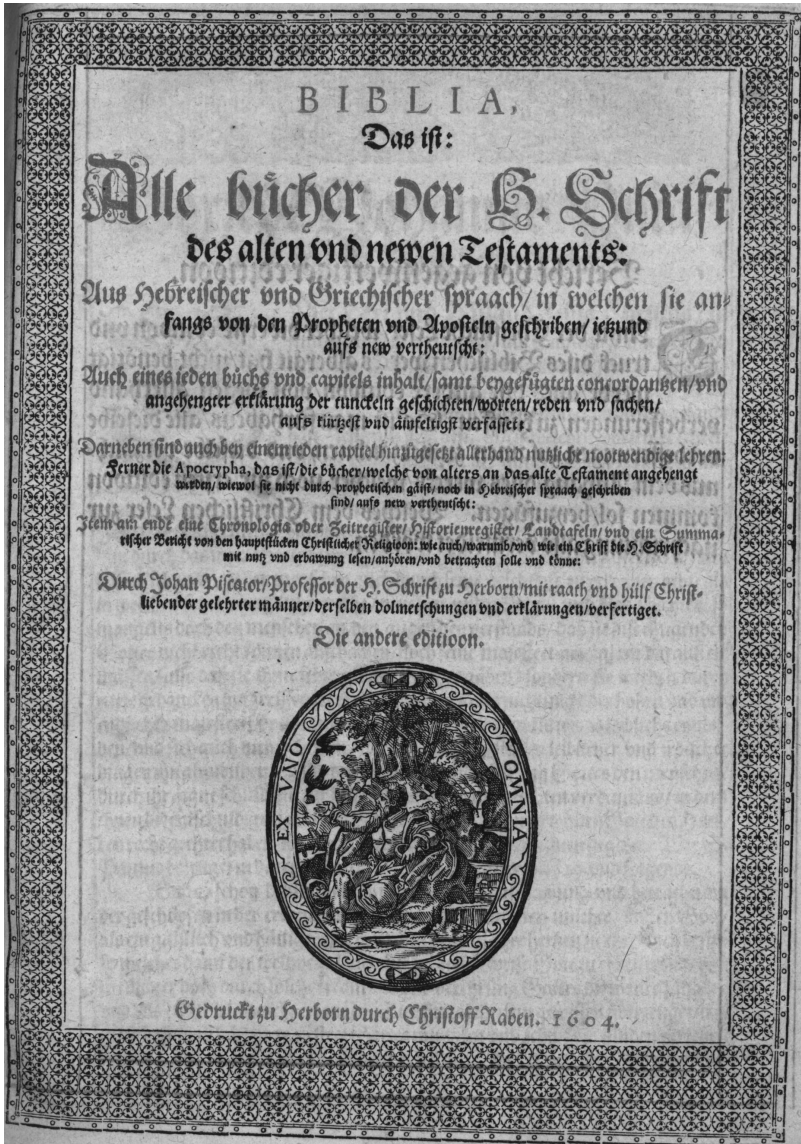 BIBLIA,
Das ist:
Alle bücher der H. Schrift
des alten vnd newen Testaments:
Aus Hebreischer vnd Griechischer spraach/ in welchen sie an-
fangs von den Propheten vnd Aposteln geschriben/ ietzund
aufs new vertheutscht:
Auch eines ieden büchs vnd capitels inhalt/ samt beygefügten concordantzen/ vnd
angehengter erklärung der tunckeln geschichten/ worten/ reden vnd sachen/
aufs kürtzest vnd äinfeltigst verfasset.
Darneben sind auch bey einem ieden capitel hinzügesetzt allerhand nutzliche nootwendige lehren:
Ferner die Apocrypha, das ist/ die bücher/ welche von alters an das alte Testament angehengt
warden/ wiewol sie nicht durch prophetischen gäist/ noch in Hebreischer spraach geschriben
sind/ aufs new vertheutscht:
Item am ende eine Chronologia oder Zeitregister/ Historienregister/ Landtafeln/ vnd ein Summa-
rischer Bericht von den hauptstücken Christlicher Religioon: wie auch/ warumb/ vnd wie ein Christ die H. Schrift
mit nutz vnd erbawung lesen/ anhören/ vnd betrachten solle vnd könne:
Durch Johan Piscator/ Professor der H. Schrift zu Herborn/ mit raath vnd hülf Christ-
liebender gelehrter männer/ derselben dolmetschungen vnd erklärungen/ verfertiget.
Die andere editioon.
EX VNO OMNIA
Gedruckt zu Herborn durch Christoff Raben. 1604.